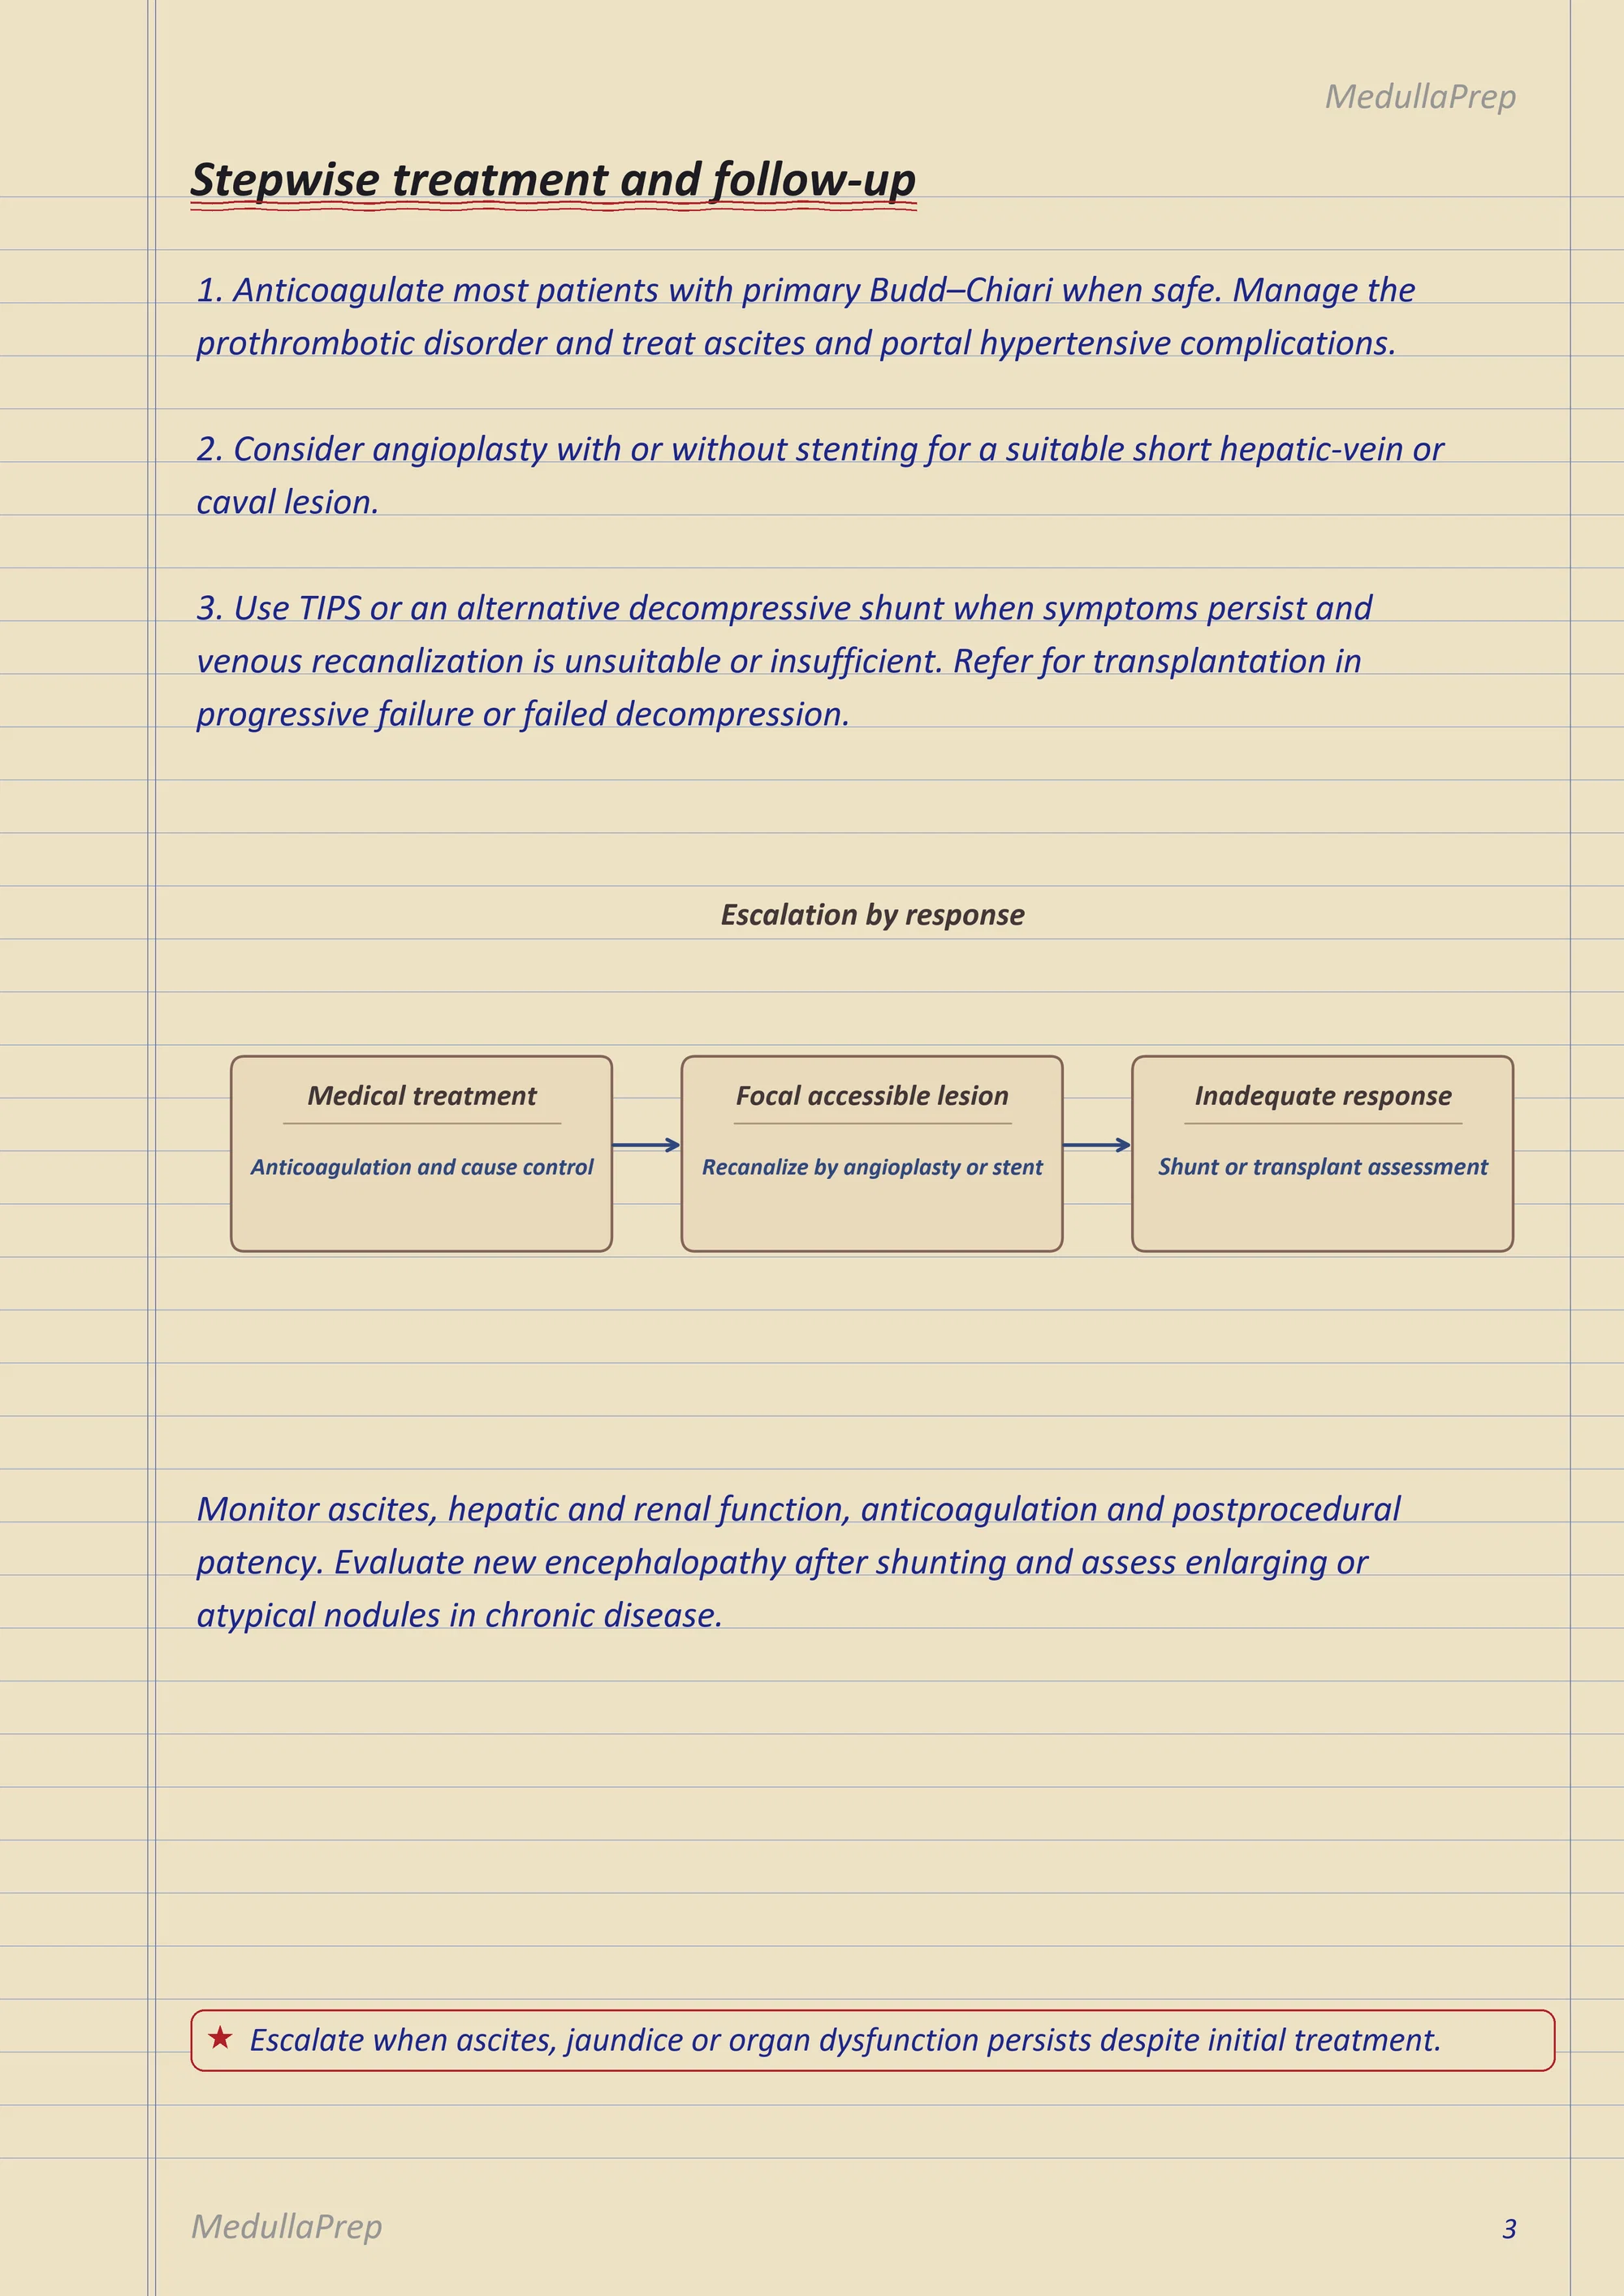 MedullaPrep
Stepwise treatment and follow-up
1. Anticoagulate most patients with primary Budd–Chiari when safe. Manage the
prothrombotic disorder and treat ascites and portal hypertensive complications.
2. Consider angioplasty with or without stenting for a suitable short hepatic-vein or
caval lesion.
3. Use TIPS or an alternative decompressive shunt when symptoms persist and
venous recanalization is unsuitable or insufficient. Refer for transplantation in
progressive failure or failed decompression.
Escalation by response
Medical treatment
Anticoagulation and cause control
Focal accessible lesion
Recanalize by angioplasty or stent
Inadequate response
Shunt or transplant assessment
Monitor ascites, hepatic and renal function, anticoagulation and postprocedural
patency. Evaluate new encephalopathy after shunting and assess enlarging or
atypical nodules in chronic disease.
★ Escalate when ascites, jaundice or organ dysfunction persists despite initial treatment.
MedullaPrep
3